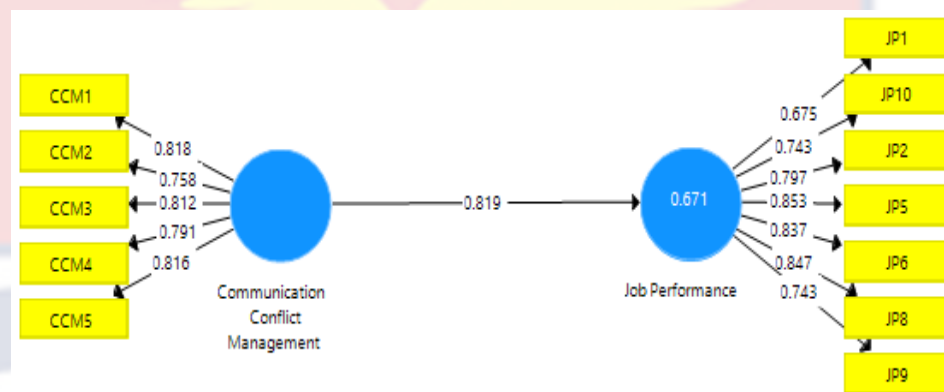 CCM1
CCM2
CCM3
CCM4
CCM5
0.818
0.758
0.812
0.791
0.816
Communication
Conflict
Management
0.819
0.671
Job Performance
0.675
0.743
0.797
0.853
0.837
0.847
0.743
JP1
JP10
JP2
JP5
JP6
JP8
JP9